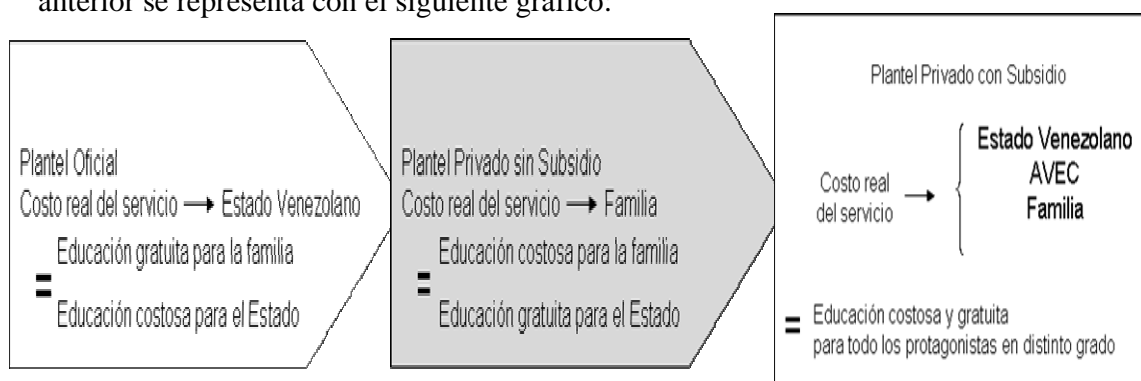 anterior se representa con el siguiente gráfico:
Plantel Oficial
Costo real del servicio → Estado Venezolano
= Educación gratuita para la familia
Educación costosa para el Estado
Plantel Privado sin Subsidio
Costo real del servicio → Familia
= Educación costosa para la familia
Educación gratuita para el Estado
Plantel Privado con Subsidio
Costo real del servicio → { Estado Venezolano
AVEC
Familia
= Educación costosa y gratuita
para todo los protagonistas en distinto grado